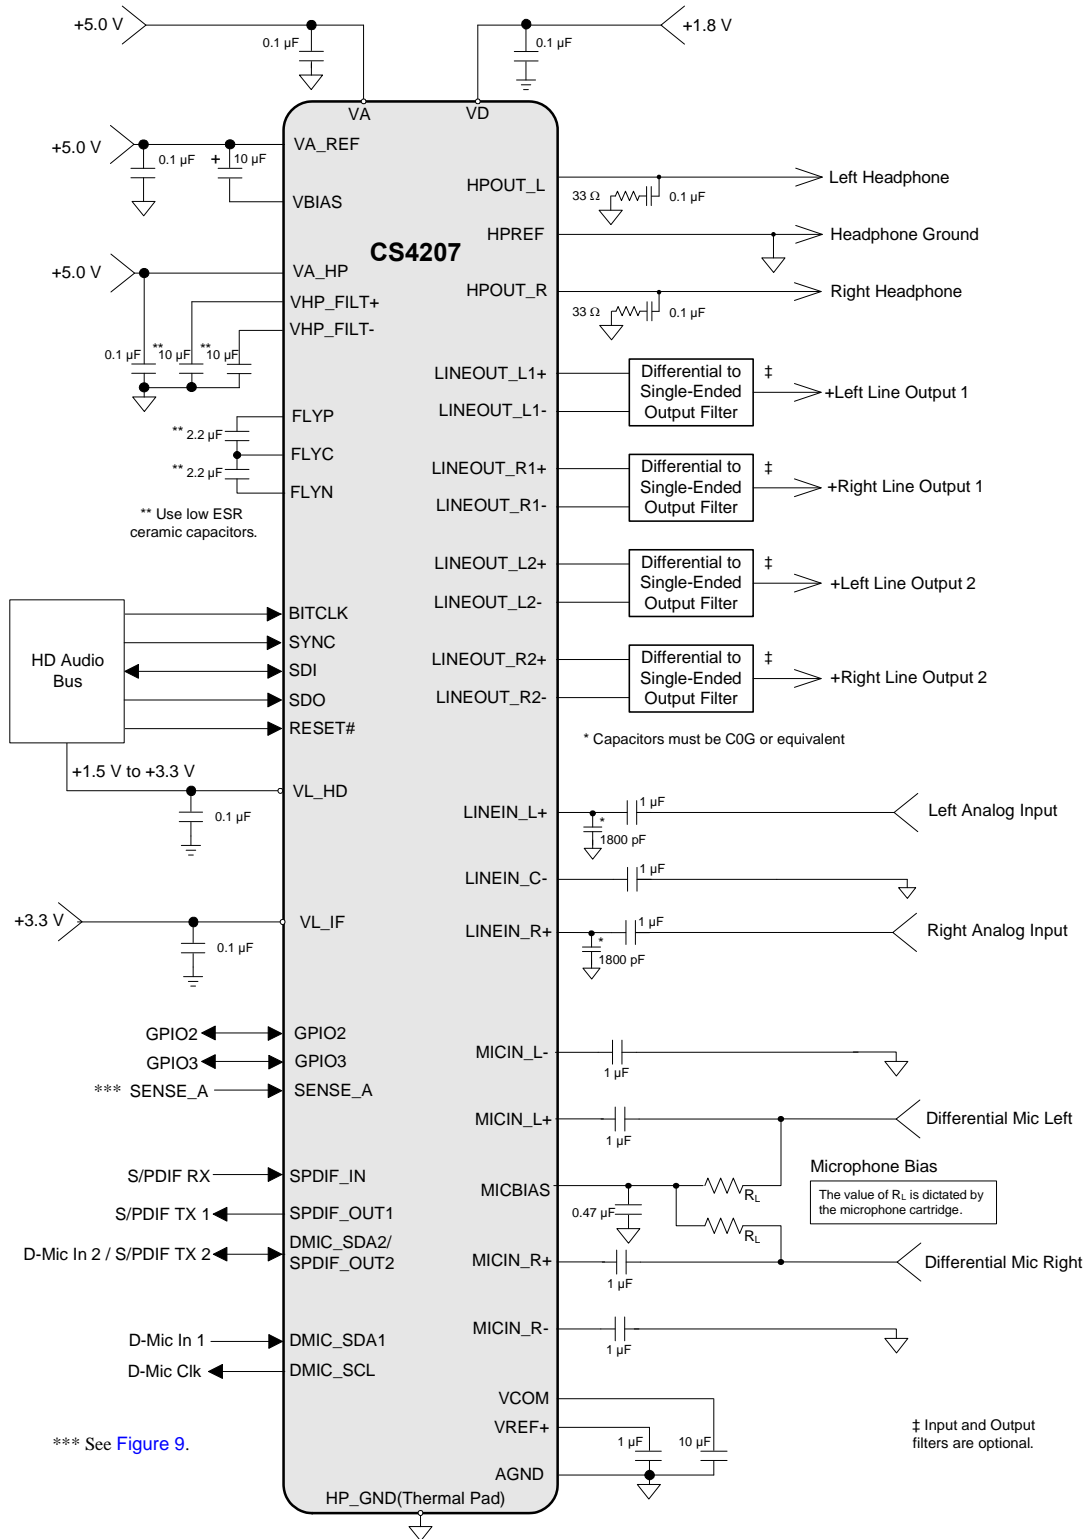 +5.0 V
0.1 µF
0.1 µF
+1.8 V
VA
VD
+5.0 V
0.1 µF
+
10 µF
VA_REF
VBIAS
CS4207
HPOUT_L
33 Ω
0.1 µF
Left Headphone
HPREF
Headphone Ground
HPOUT_R
33 Ω
0.1 µF
Right Headphone
+5.0 V
VA_HP
VHP_FILT+
VHP_FILT-
0.1 µF
**
10 µF
**
10 µF
FLYP
** 2.2 µF
FLYC
** 2.2 µF
FLYN
** Use low ESR
ceramic capacitors.
LINEOUT_L1+
LINEOUT_L1-
Differential to
Single-Ended
Output Filter
‡
+Left Line Output 1
LINEOUT_R1+
LINEOUT_R1-
Differential to
Single-Ended
Output Filter
‡
+Right Line Output 1
LINEOUT_L2+
LINEOUT_L2-
Differential to
Single-Ended
Output Filter
‡
+Left Line Output 2
LINEOUT_R2+
LINEOUT_R2-
Differential to
Single-Ended
Output Filter
‡
+Right Line Output 2
* Capacitors must be C0G or equivalent
HD Audio
Bus
BITCLK
SYNC
SDI
SDO
RESET#
+1.5 V to +3.3 V
VL_HD
0.1 µF
+3.3 V
VL_IF
0.1 µF
LINEIN_L+
1 µF
*
1800 pF
Left Analog Input
LINEIN_C-
1 µF
LINEIN_R+
1 µF
*
1800 pF
Right Analog Input
GPIO2
GPIO2
GPIO3
GPIO3
*** SENSE_A
SENSE_A
MICIN_L-
1 µF
MICIN_L+
1 µF
Differential Mic Left
MICBIAS
0.47 µF
RL
RL
Microphone Bias
The value of RL is dictated by
the microphone cartridge.
MICIN_R+
1 µF
Differential Mic Right
MICIN_R-
1 µF
S/PDIF RX
SPDIF_IN
S/PDIF TX 1
SPDIF_OUT1
D-Mic In 2 / S/PDIF TX 2
DMIC_SDA2/
SPDIF_OUT2
D-Mic In 1
DMIC_SDA1
D-Mic Clk
DMIC_SCL
VCOM
VREF+
1 µF
10 µF
AGND
*** See Figure 9.
‡ Input and Output
filters are optional.
HP_GND(Thermal Pad)